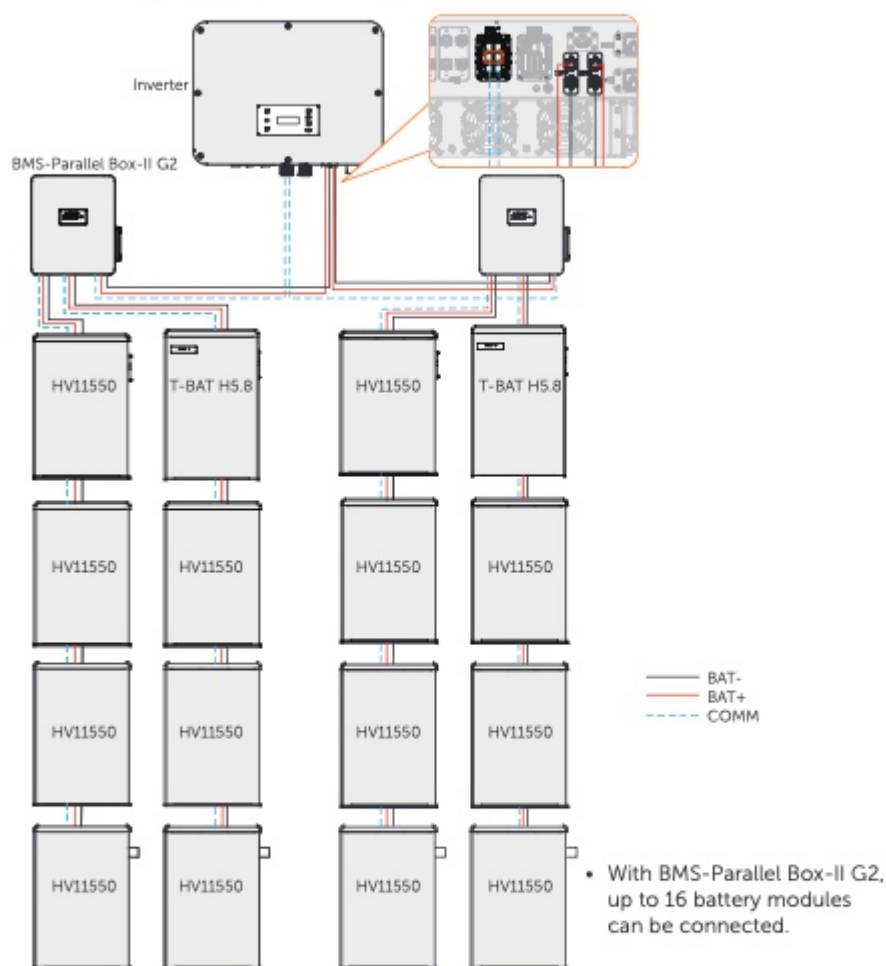 Inverter
BMS-Parallel Box-II G2
HV11550
T-BAT H5.8
HV11550
T-BAT H5.8
HV11550
HV11550
HV11550
HV11550
HV11550
HV11550
HV11550
HV11550
BAT-
BAT+
COMM
HV11550
HV11550
HV11550
HV11550
• With BMS-Parallel Box-II G2,
up to 16 battery modules
can be connected.